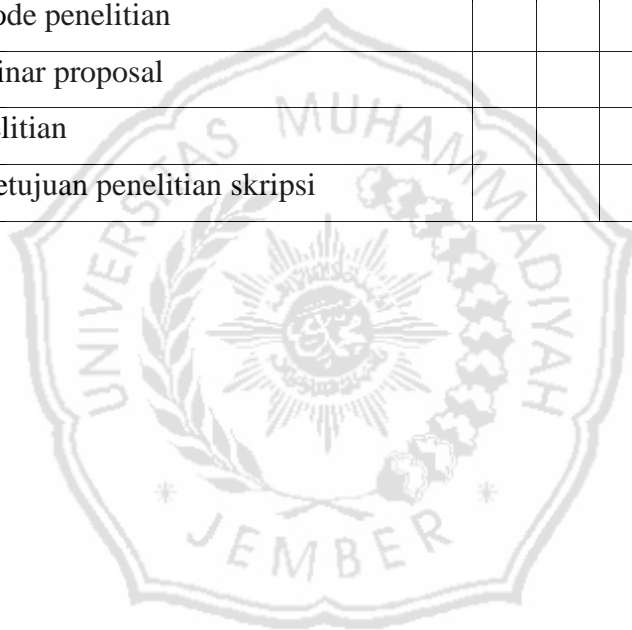 ode penelitian
inar proposal
litian
etujuan penelitian skripsi
UNIVERSITAS MUHAMMADIYAH
JEMBER